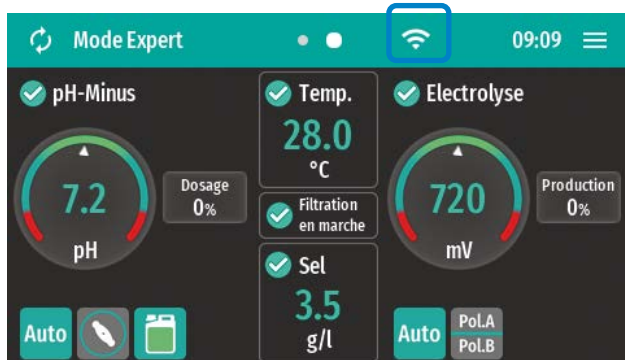 Mode Expert
09:09
pH-Minus
7.2
pH
Dosage
0%
Auto
Temp.
28.0
°C
Filtration
en marche
Sel
3.5
g/l
Electrolyse
720
mV
Production
0%
Auto
Pol.A
Pol.B